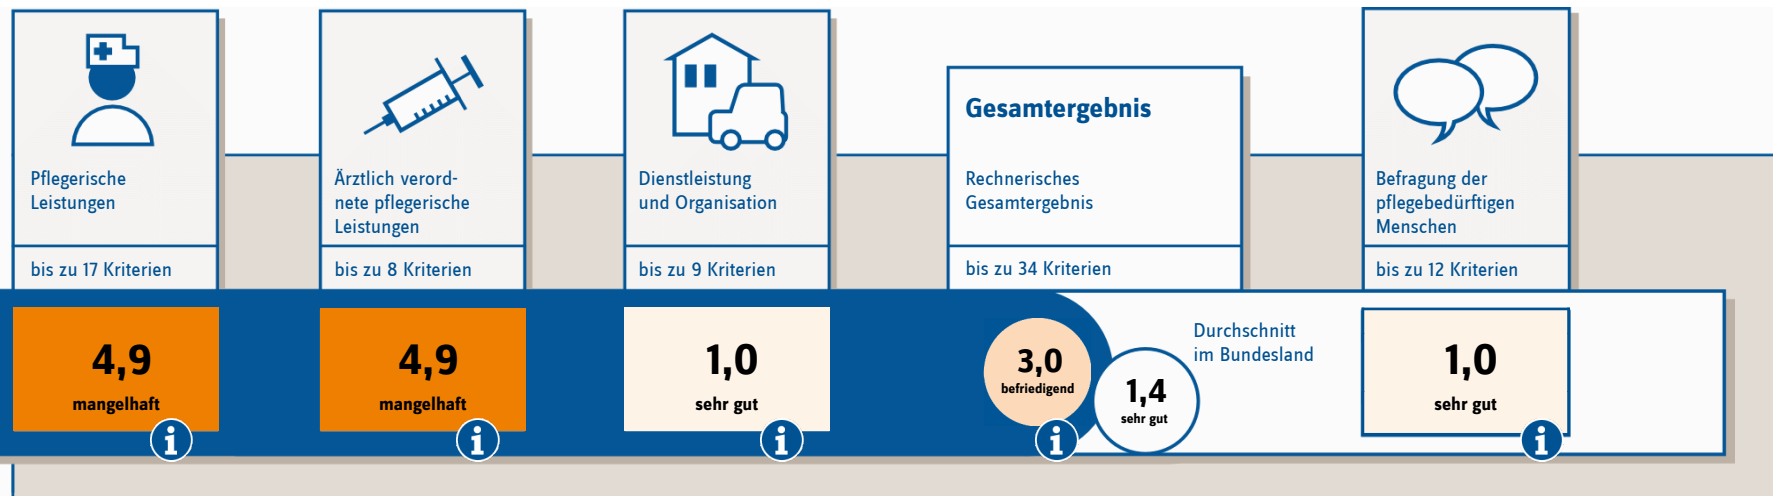 Pflegerische
Leistungen
bis zu 17 Kriterien
4,9
mangelhaft
i
Ärztlich verord-
nete pflegerische
Leistungen
bis zu 8 Kriterien
4,9
mangelhaft
i
Dienstleistung
und Organisation
bis zu 9 Kriterien
1,0
sehr gut
i
Gesamtergebnis
Rechnerisches
Gesamtergebnis
bis zu 34 Kriterien
3,0
befriedigend
i
1,4
sehr gut
Durchschnitt
im Bundesland
Befragung der
pflegebedürftigen
Menschen
bis zu 12 Kriterien
1,0
sehr gut
i